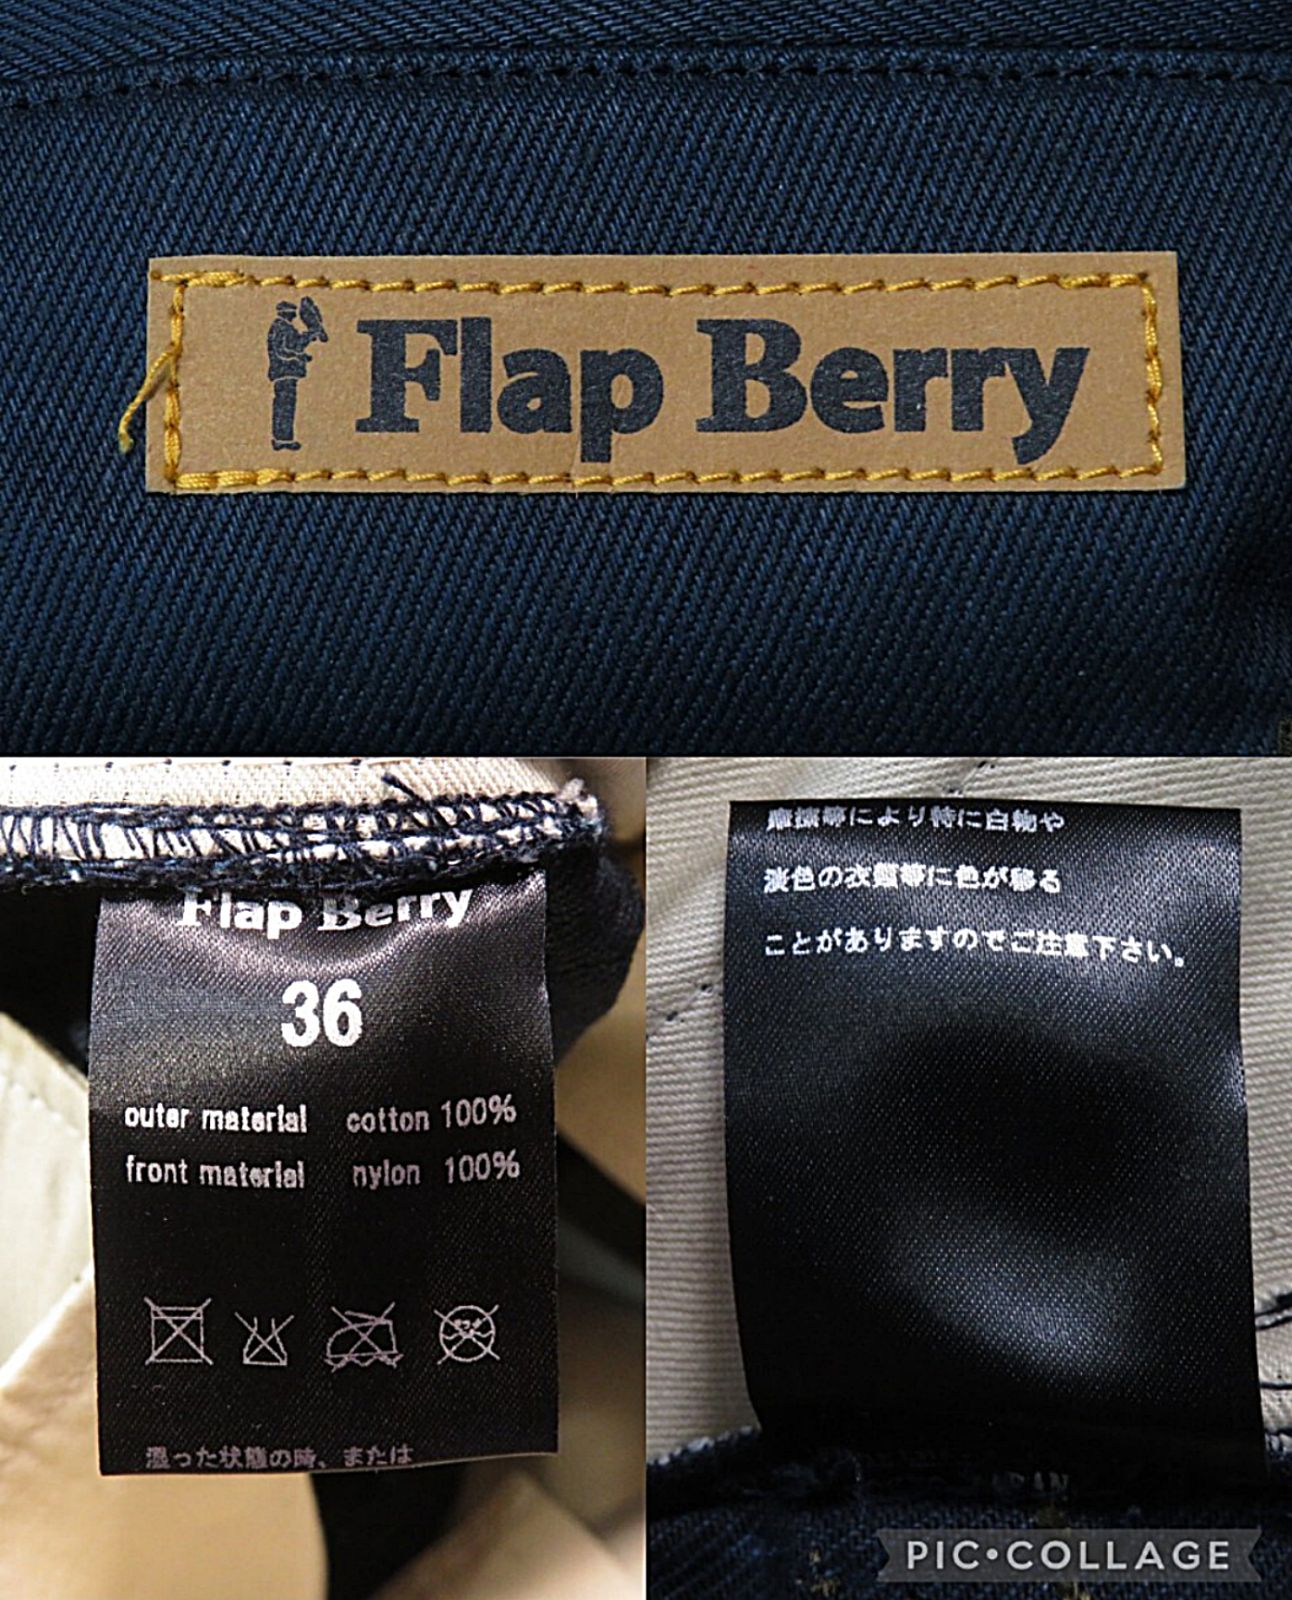 Flap Berry
Flap Berry
36
outer material cotton 100%
front material nylon 100%
湿った状態の時、または
摩擦等により特に白物や
淡色の衣類等に色が移る
ことがありますのでご注意下さい。
PIC•COLLAGE